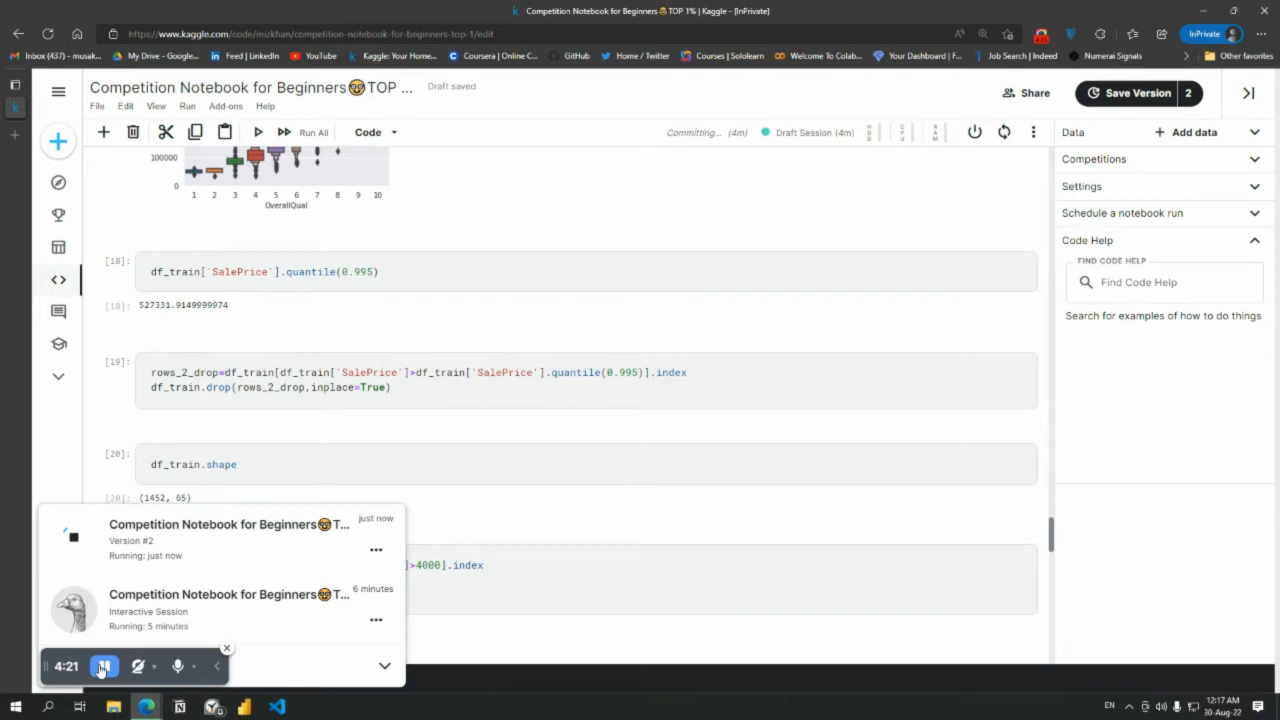 Competition Notebook for Beginners🤓TOP 1% | Kaggle - [InPrivate]
https://www.kaggle.com/code/mizkhan/competition-notebook-for-beginners-top-1/edit
InPrivate
Inbox (437) - musak...
My Drive - Google...
Feed | LinkedIn
YouTube
Kaggle: Your Home...
Coursera | Online C...
GitHub
Home / Twitter
Courses | Sololearn
Welcome To Colab...
Your Dashboard | F...
Job Search | Indeed
Numerai Signals
Other favorites
Competition Notebook for Beginners🤓TOP ...
Draft saved
Share
Save Version
2
File Edit View Run Add-ons Help
Run All
Code
Committing... (4m)
Draft Session (4m)
HDD
CPU
RAM
Data
Add data
Competitions
Settings
Schedule a notebook run
Code Help
FIND CODE HELP
Find Code Help
Search for examples of how to do things
100000
0
1 2 3 4 5 6 7 8 9 10
OverallQual
[18]:
df_train['SalePrice'].quantile(0.995)
[18]:
527331.9149999974
[19]:
rows_2_drop=df_train[df_train['SalePrice']>df_train['SalePrice'].quantile(0.995)].index
df_train.drop(rows_2_drop,inplace=True)
[20]:
df_train.shape
[20]:
(1452, 65)
]>4000].index
Competition Notebook for Beginners🤓T...
just now
Version #2
Running: just now
Competition Notebook for Beginners🤓T...
6 minutes
Interactive Session
Running: 5 minutes
4:21
EN
12:17 AM
30-Aug-22